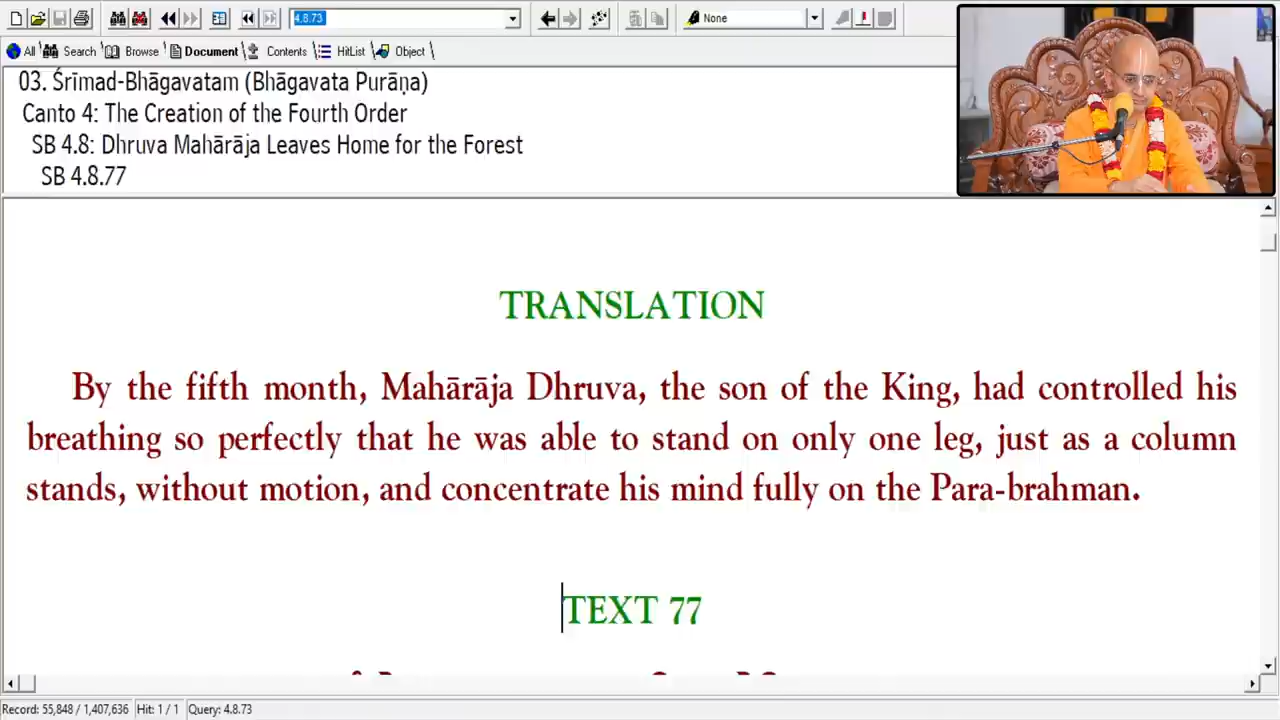 4.8.73
None
All
Search
Browse
Document
Contents
HitList
Object
03. Śrīmad-Bhāgavatam (Bhāgavata Purāṇa)
Canto 4: The Creation of the Fourth Order
SB 4.8: Dhruva Mahārāja Leaves Home for the Forest
SB 4.8.77
TRANSLATION
By the fifth month, Mahārāja Dhruva, the son of the King, had controlled his
breathing so perfectly that he was able to stand on only one leg, just as a column
stands, without motion, and concentrate his mind fully on the Para-brahman.
TEXT 77
Record: 55,848 / 1,407,636
Hit: 1 / 1
Query: 4.8.73